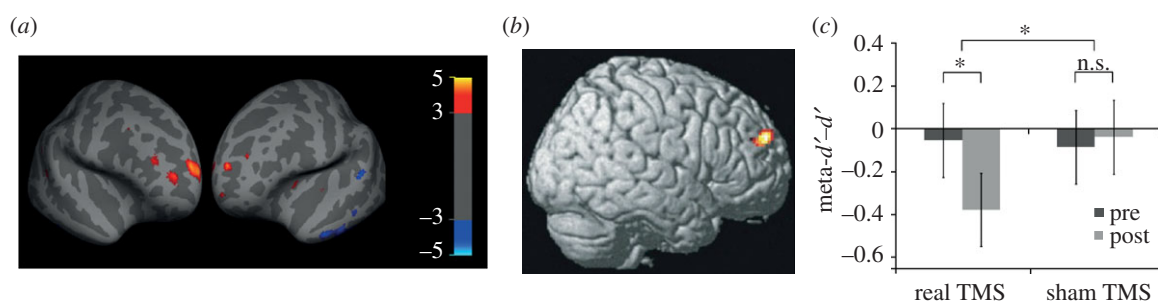 (a)
5
3
–3
–5
(b)
(c)
0.4
0.2
0
–0.2
–0.4
–0.6
meta-d′–d′
*
*
n.s.
pre
post
real TMS
sham TMS